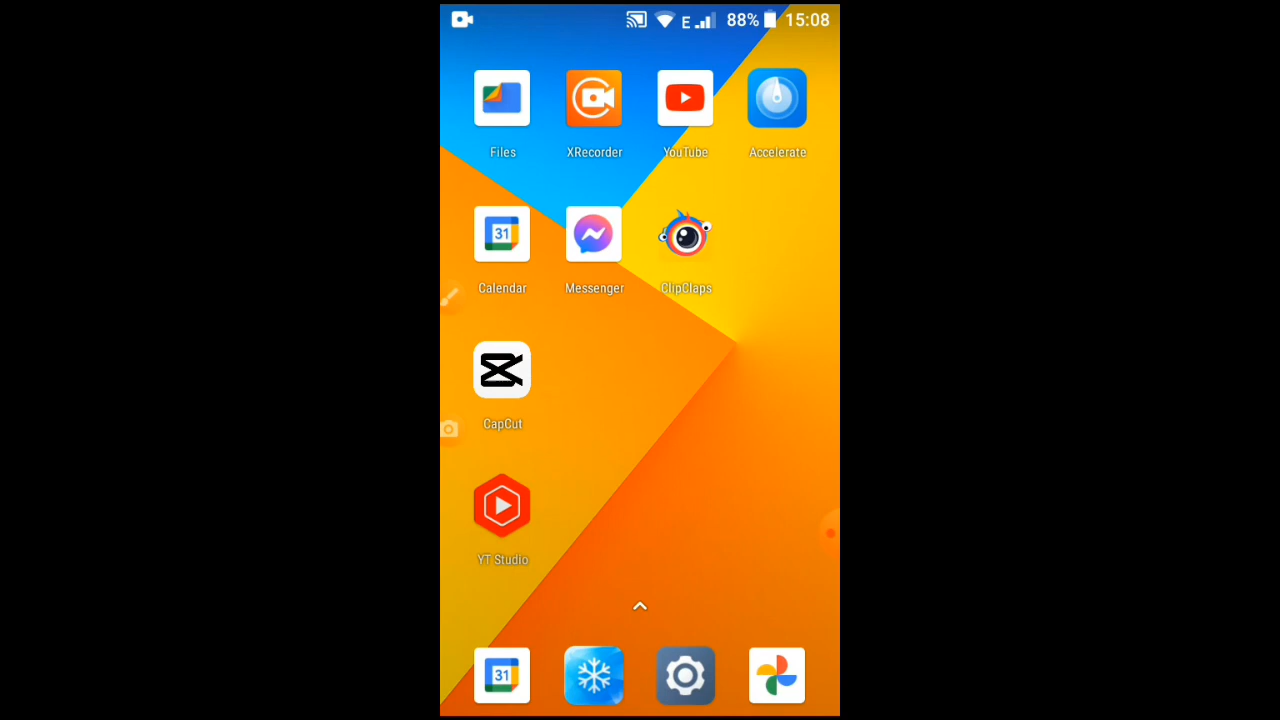 E 88% 15:08
Files XRecorder YouTube Accelerate
31
Calendar Messenger ClipClaps
CapCut
YT Studio
31